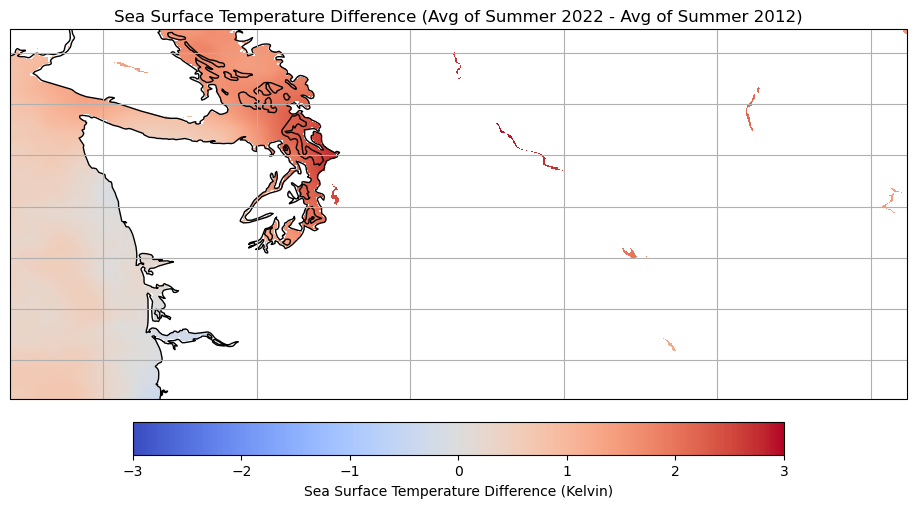 Sea Surface Temperature Difference (Avg of Summer 2022 - Avg of Summer 2012)
−3 −2 −1 0 1 2 3
Sea Surface Temperature Difference (Kelvin)